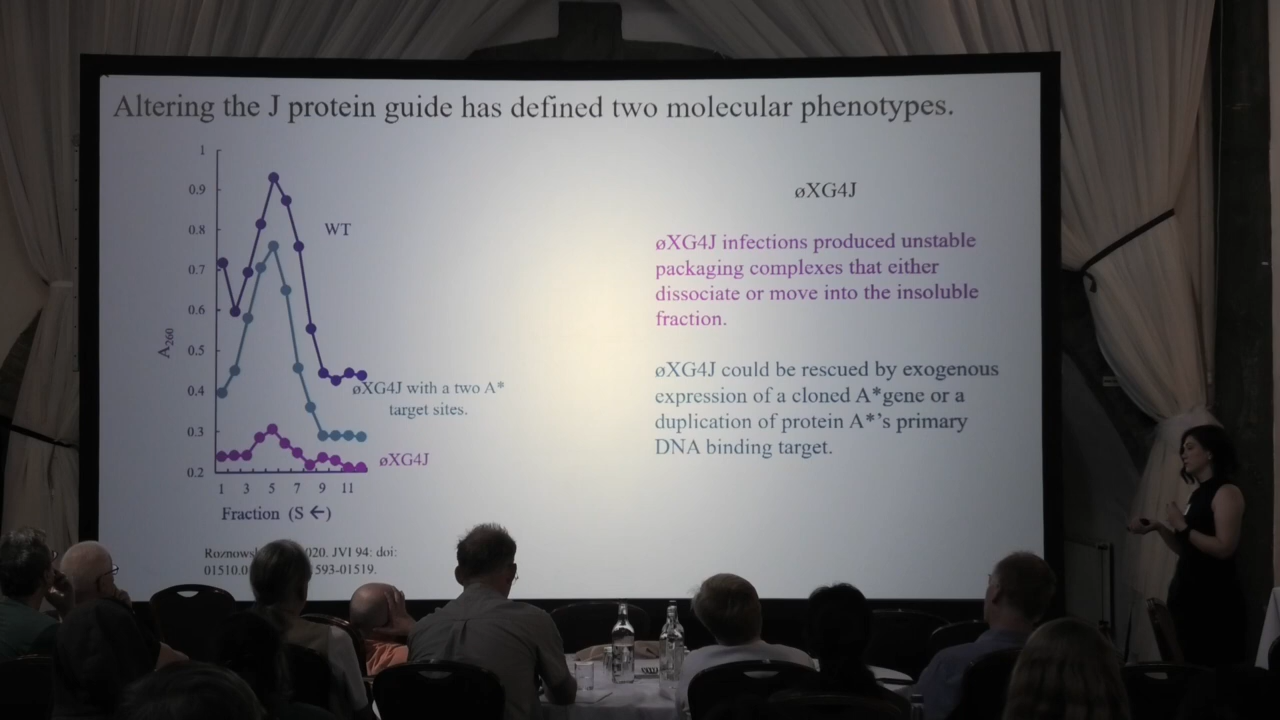 Altering the J protein guide has defined two molecular phenotypes.
1
0.9
0.8
0.7
0.6
0.5
0.4
0.3
0.2
A260
WT
øXG4J with a two A*
target sites.
øXG4J
1 3 5 7 9 11
Fraction (S ←)
020. JVI 94: doi:
01510.0 593-01519.
øXG4J
øXG4J infections produced unstable
packaging complexes that either
dissociate or move into the insoluble
fraction.
øXG4J could be rescued by exogenous
expression of a cloned A*gene or a
duplication of protein A*'s primary
DNA binding target.